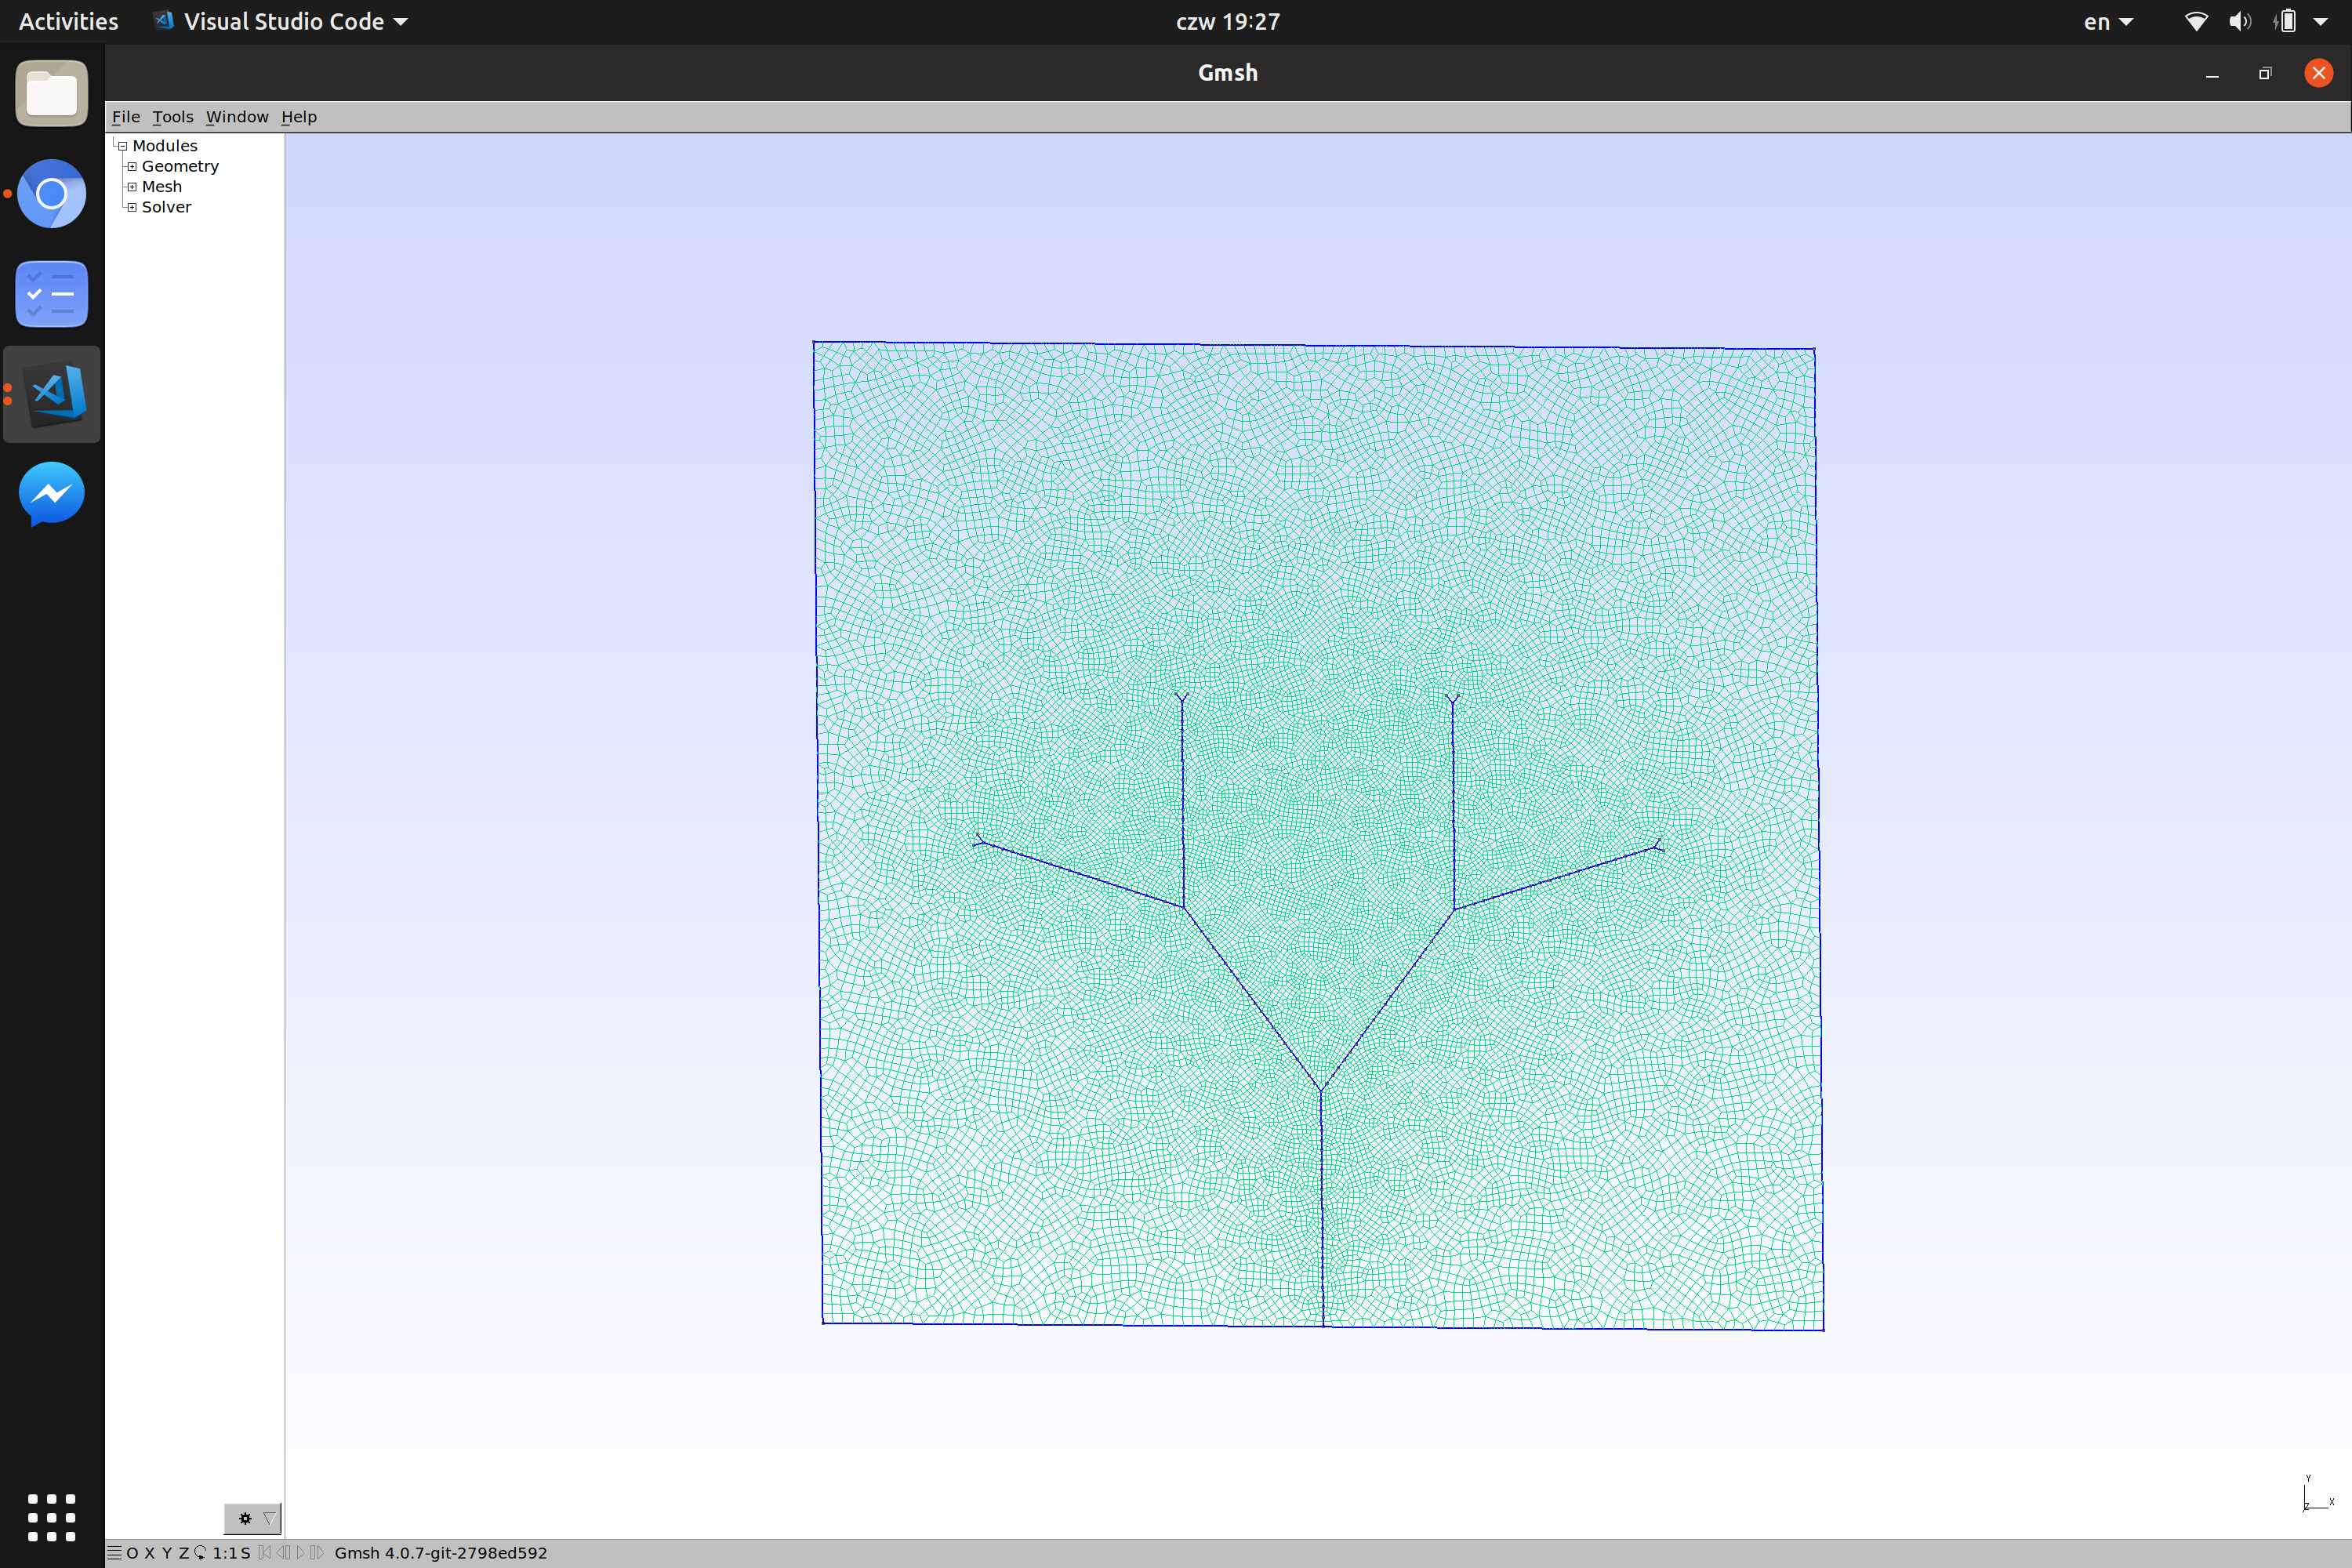 Activities Visual Studio Code czw 19:27 en
Gmsh
File Tools Window Help
Modules
Geometry
Mesh
Solver
Y
Z X
O X Y Z 1:1 S Gmsh 4.0.7-git-2798ed592